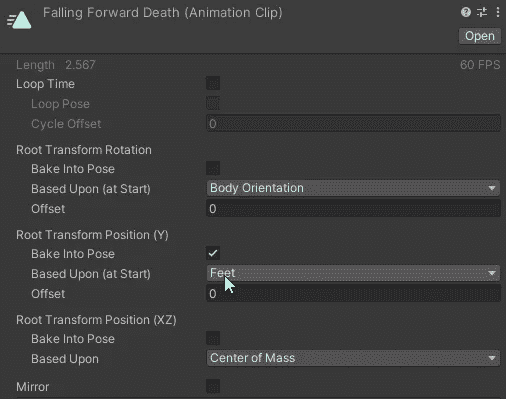 Falling Forward Death (Animation Clip)
Open
Length 2.567 60 FPS
Loop Time
Loop Pose
Cycle Offset 0
Root Transform Rotation
Bake Into Pose
Based Upon (at Start) Body Orientation
Offset 0
Root Transform Position (Y)
Bake Into Pose
Based Upon (at Start) Feet
Offset 0
Root Transform Position (XZ)
Bake Into Pose
Based Upon Center of Mass
Mirror